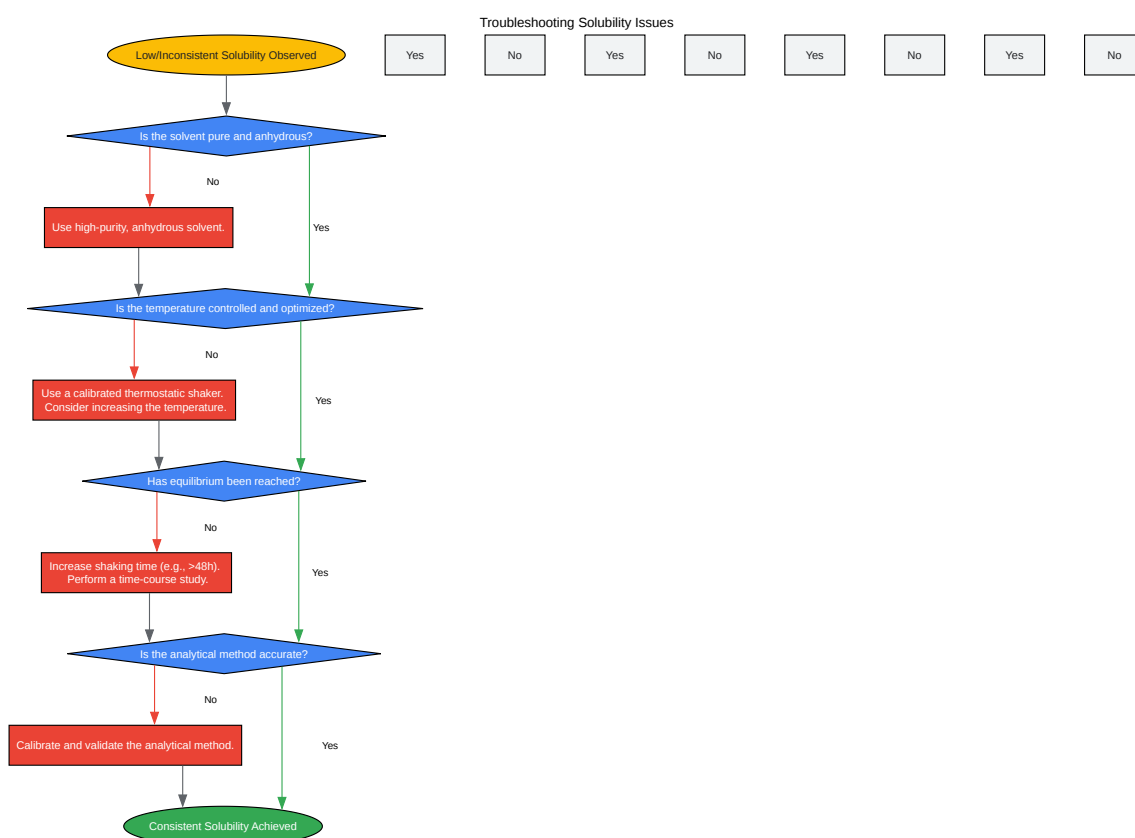 Troubleshooting Solubility Issues
Low/Inconsistent Solubility Observed
Yes
No
Yes
No
Yes
No
Yes
No
Is the solvent pure and anhydrous?
No
Use high-purity, anhydrous solvent.
Yes
Is the temperature controlled and optimized?
No
Use a calibrated thermostatic shaker.
Consider increasing the temperature.
Yes
Has equilibrium been reached?
No
Increase shaking time (e.g., >48h).
Perform a time-course study.
Yes
Is the analytical method accurate?
No
Calibrate and validate the analytical method.
Yes
Consistent Solubility Achieved